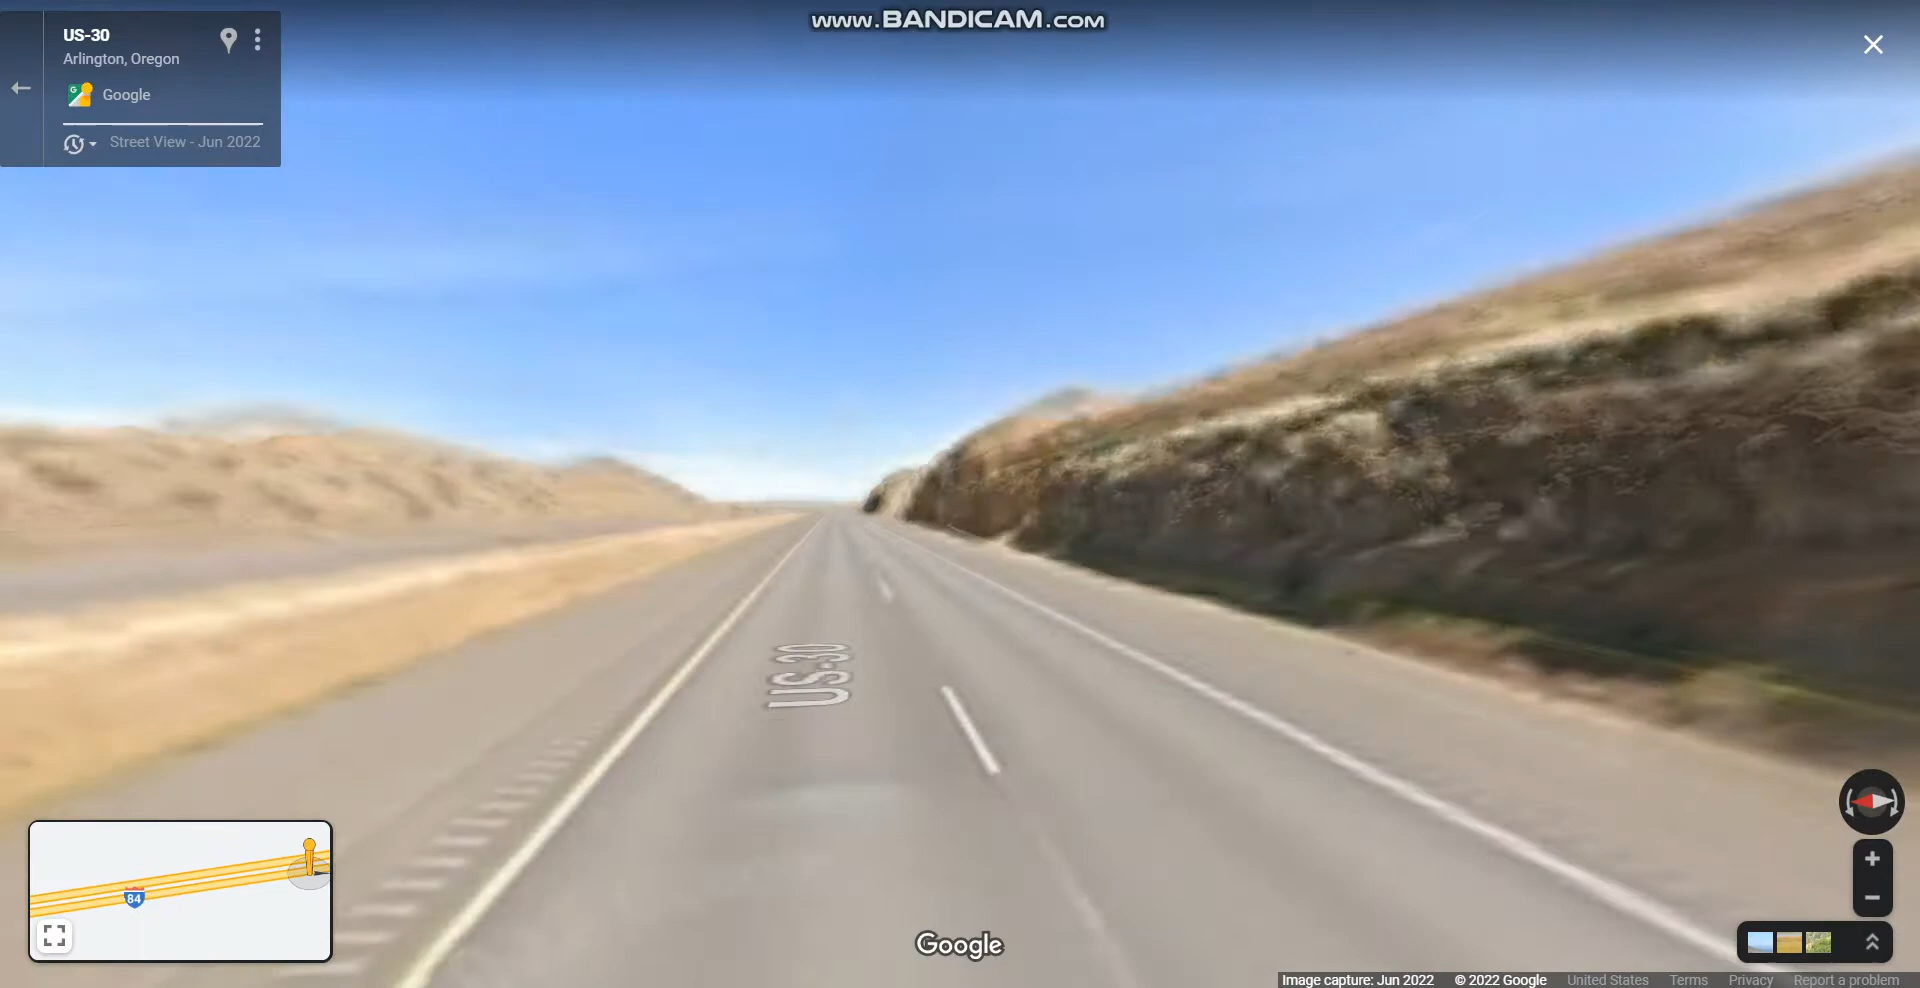 www.BANDICAM.com
US-30
Arlington, Oregon
G
Google
Street View - Jun 2022
US-30
84
Google
Image capture: Jun 2022 © 2022 Google United States Terms Privacy Report a problem